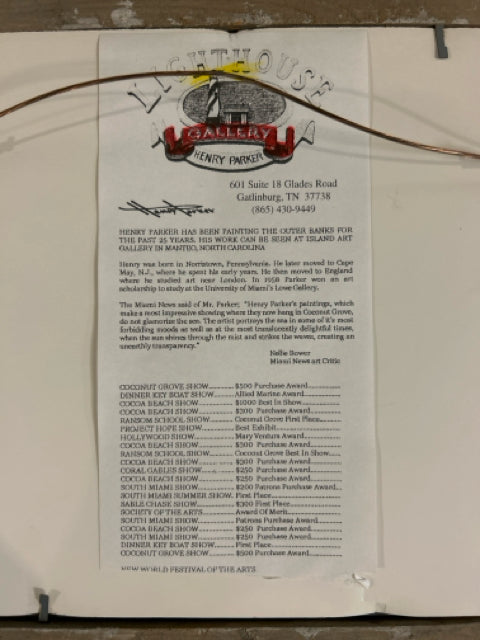 LIGHTHOUSE
GALLERY
HENRY PARKER
601 Suite 18 Glades Road
Gatlinburg, TN 37738
(865) 430-9449
Henry Parker
HENRY PARKER HAS BEEN PAINTING THE OUTER BANKS FOR
THE PAST 25 YEARS. HIS WORK CAN BE SEEN AT ISLAND ART
GALLERY IN MANTEO, NORTH CAROLINA
Henry was born in Norristown, Pennsylvania. He later moved to Cape
May, N.J., where he spent his early years. He then moved to England
where he studied art near London. In 1958 Parker won an art
scholarship to study at the University of Miami's Lowe Gallery.
The Miami News said of Mr. Parker; "Henry Parker's paintings, which
make a most impressive showing where they now hang in Coconut Grove,
do not glamorize the sea. The artist portrays the sea in some of it's most
forbidding moods as well as at the most translucently delightful times,
when the sun shines through the mist and strikes the waves, creating an
unearthly transparency."
Nellie Bower
Miami News art Critic
COCONUT GROVE SHOW............$300 Purchase Award................
DINNER KEY BOAT SHOW..........Allied Marine Award................
COCOA BEACH SHOW..............$1000 Best In Show................
COCOA BEACH SHOW..............$300 Purchase Award................
RANSOM SCHOOL SHOW............Coconut Grove First Place..........
PROJECT HOPE SHOW.............Best Exhibit................
HOLLYWOOD SHOW................Mary Ventura Award................
COCOA BEACH SHOW..............$300 Purchase Award................
RANSOM SCHOOL SHOW............Coconut Grove Best In Show.........
COCOA BEACH SHOW..............$300 Purchase Award................
CORAL GABLES SHOW.............$250 Purchase Award................
COCOA BEACH SHOW..............$250 Purchase Award................
SOUTH MIAMI SHOW..............$200 Patrons Purchase Award........
SOUTH MIAMI SUMMER SHOW. First Place................
SABLE CHASE SHOW..............$300 First Place................
SOCIETY OF THE ARTS...........Award Of Merit................
SOUTH MIAMI SHOW..............Patrons Purchase Award.............
COCOA BEACH SHOW..............$250 Purchase Award................
SOUTH MIAMI SHOW..............$250 Purchase Award................
DINNER KEY BOAT SHOW..........First Place................
COCONUT GROVE SHOW............$500 Purchase Award................
NEW WORLD FESTIVAL OF THE ARTS